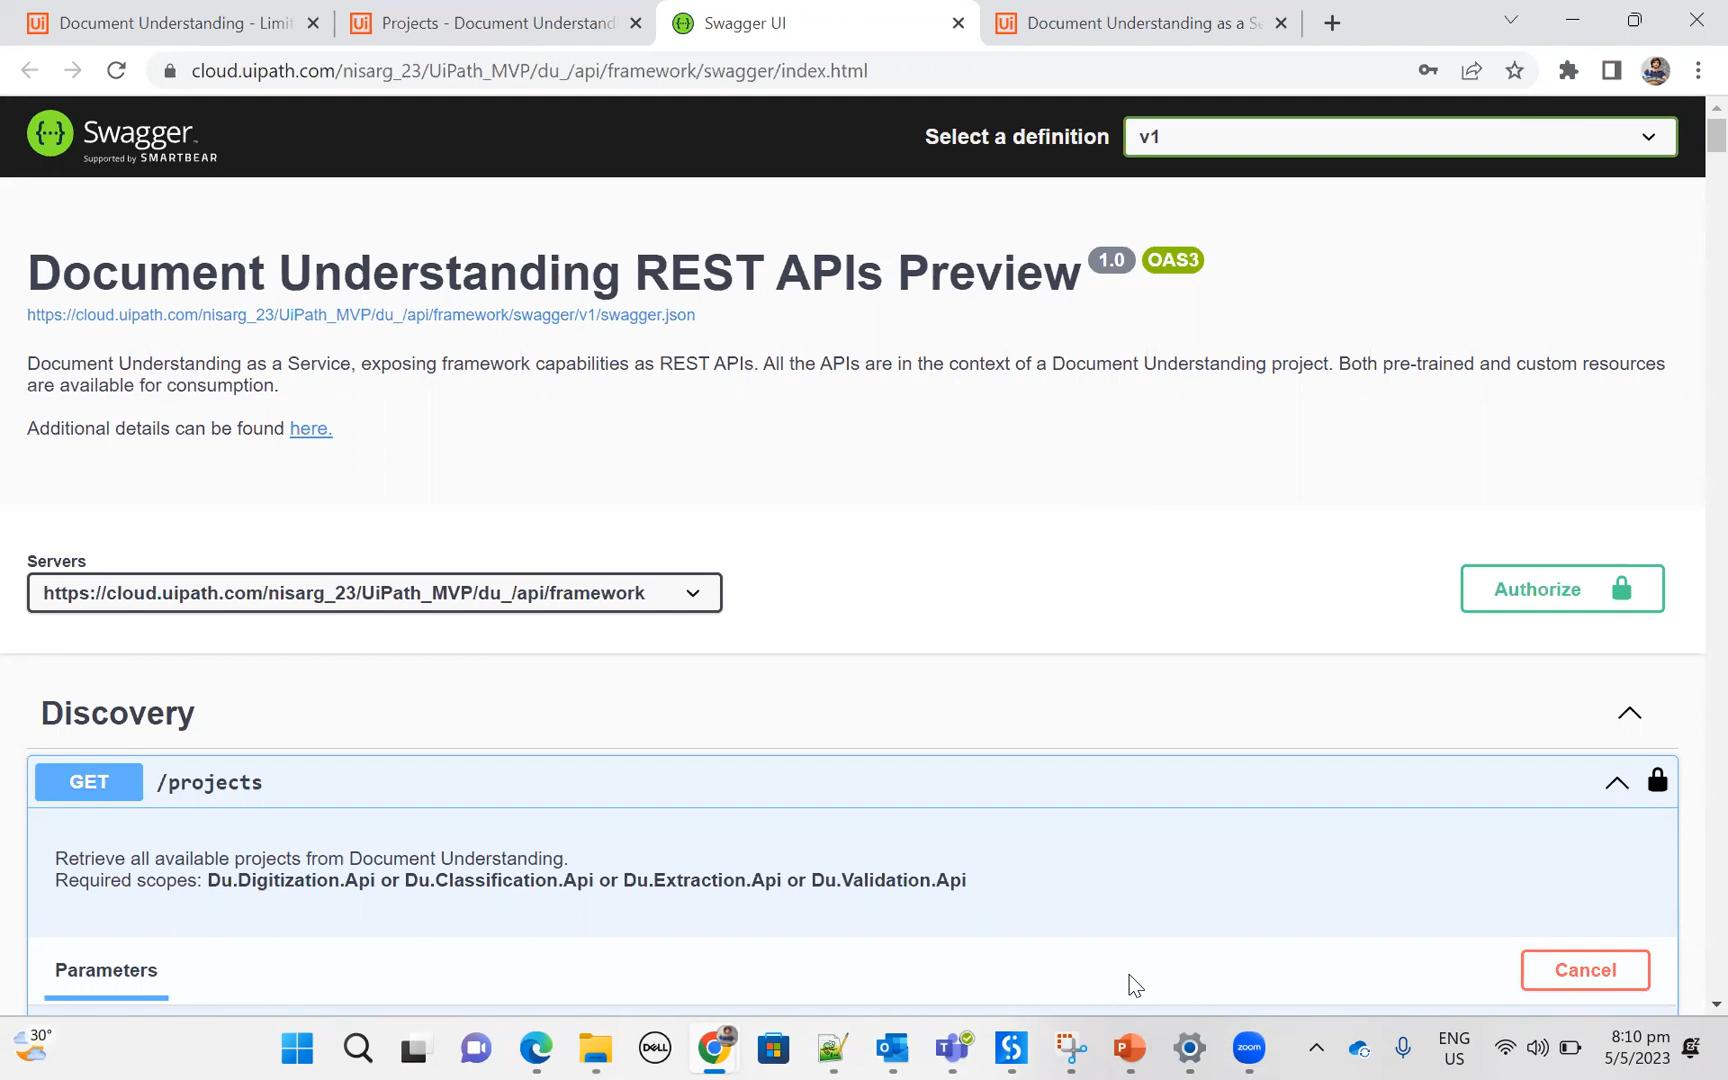 Document Understanding - Limi
Projects - Document Understand
Swagger UI
Document Understanding as a Se
cloud.uipath.com/nisarg_23/UiPath_MVP/du_/api/framework/swagger/index.html
Swagger
Supported by SMARTBEAR
Select a definition
v1
Document Understanding REST APIs Preview 1.0 OAS3
https://cloud.uipath.com/nisarg_23/UiPath_MVP/du_/api/framework/swagger/v1/swagger.json
Document Understanding as a Service, exposing framework capabilities as REST APIs. All the APIs are in the context of a Document Understanding project. Both pre-trained and custom resources
are available for consumption.
Additional details can be found here.
Servers
https://cloud.uipath.com/nisarg_23/UiPath_MVP/du_/api/framework
Authorize
Discovery
GET /projects
Retrieve all available projects from Document Understanding.
Required scopes: Du.Digitization.Api or Du.Classification.Api or Du.Extraction.Api or Du.Validation.Api
Parameters
Cancel
30°
DELL
zoom
ENG
US
8:10 pm
5/5/2023